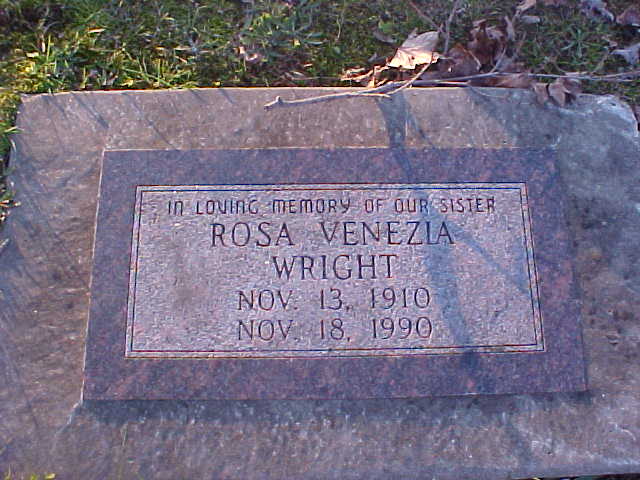 IN LOVING MEMORY OF OUR SISTER
ROSA VENEZIA
WRIGHT
NOV. 13, 1910
NOV. 18, 1990